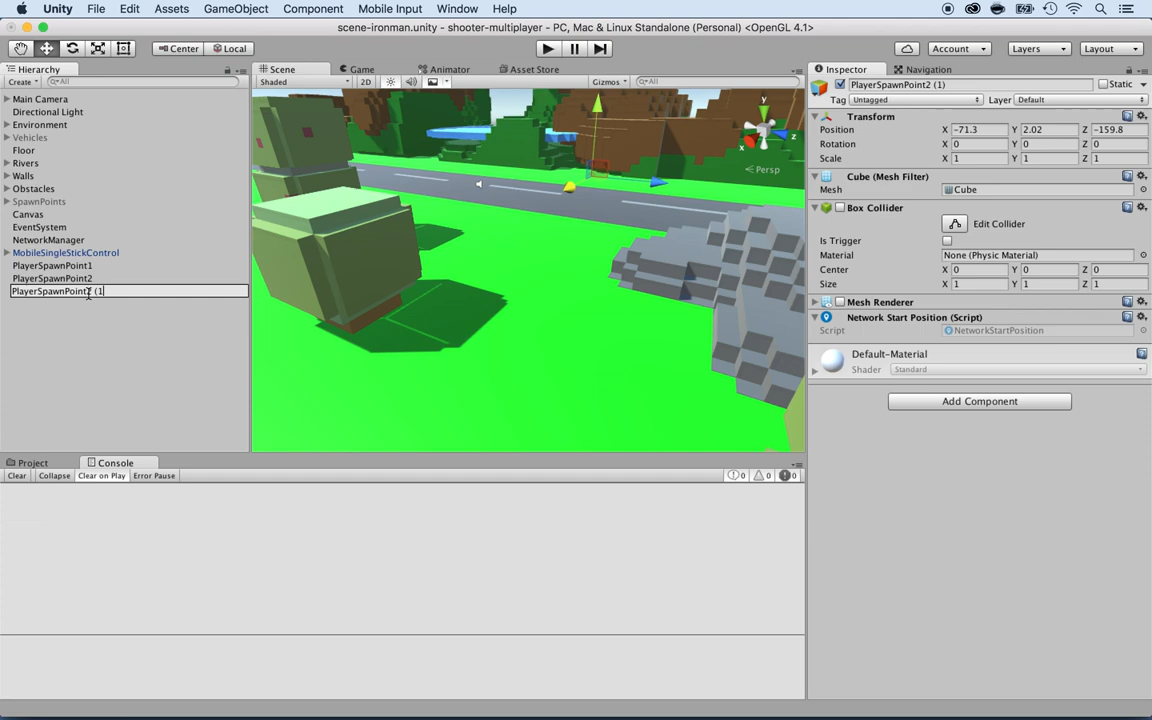 Unity File Edit Assets GameObject Component Mobile Input Window Help
scene-ironman.unity - shooter-multiplayer - PC, Mac & Linux Standalone (Personal) <OpenGL 4.1>
Center Local Account Layers Layout
Hierarchy
Create All
Main Camera
Directional Light
Environment
Vehicles
Floor
Rivers
Walls
Obstacles
SpawnPoints
Canvas
EventSystem
NetworkManager
MobileSingleStickControl
PlayerSpawnPoint1
PlayerSpawnPoint2
PlayerSpawnPoint2 (1
Scene Game Animator Asset Store
Shaded 2D Gizmos All
y
x
z
Persp
Project Console
Clear Collapse Clear on Play Error Pause 0 0 0
Inspector Navigation
PlayerSpawnPoint2 (1) Static
Tag Untagged Layer Default
Transform
Position X -71.3 Y 2.02 Z -159.8
Rotation X 0 Y 0 Z 0
Scale X 1 Y 1 Z 1
Cube (Mesh Filter)
Mesh Cube
Box Collider
Edit Collider
Is Trigger
Material None (Physic Material)
Center X 0 Y 0 Z 0
Size X 1 Y 1 Z 1
Mesh Renderer
Network Start Position (Script)
Script NetworkStartPosition
Default-Material
Shader Standard
Add Component